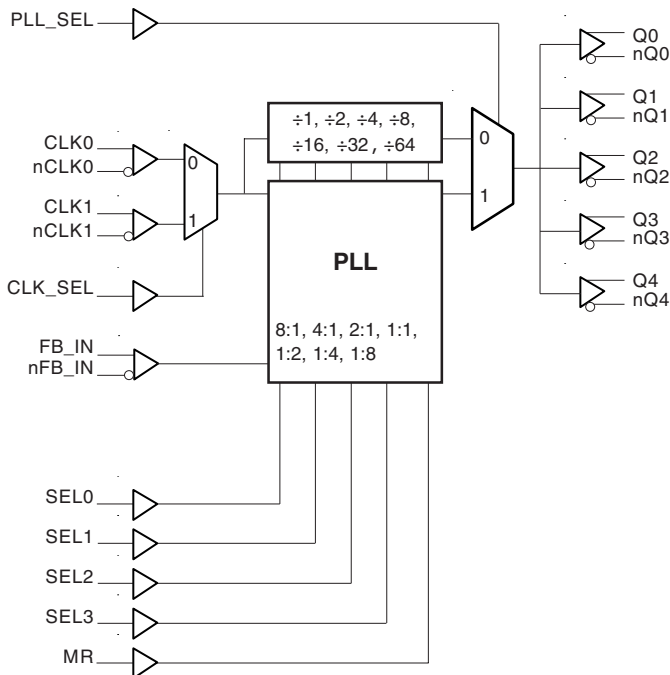 PLL_SEL
CLK0
nCLK0
CLK1
nCLK1
CLK_SEL
FB_IN
nFB_IN
0
1
÷1, ÷2, ÷4, ÷8,
÷16, ÷32, ÷64
PLL
8:1, 4:1, 2:1, 1:1,
1:2, 1:4, 1:8
0
1
Q0
nQ0
Q1
nQ1
Q2
nQ2
Q3
nQ3
Q4
nQ4
SEL0
SEL1
SEL2
SEL3
MR